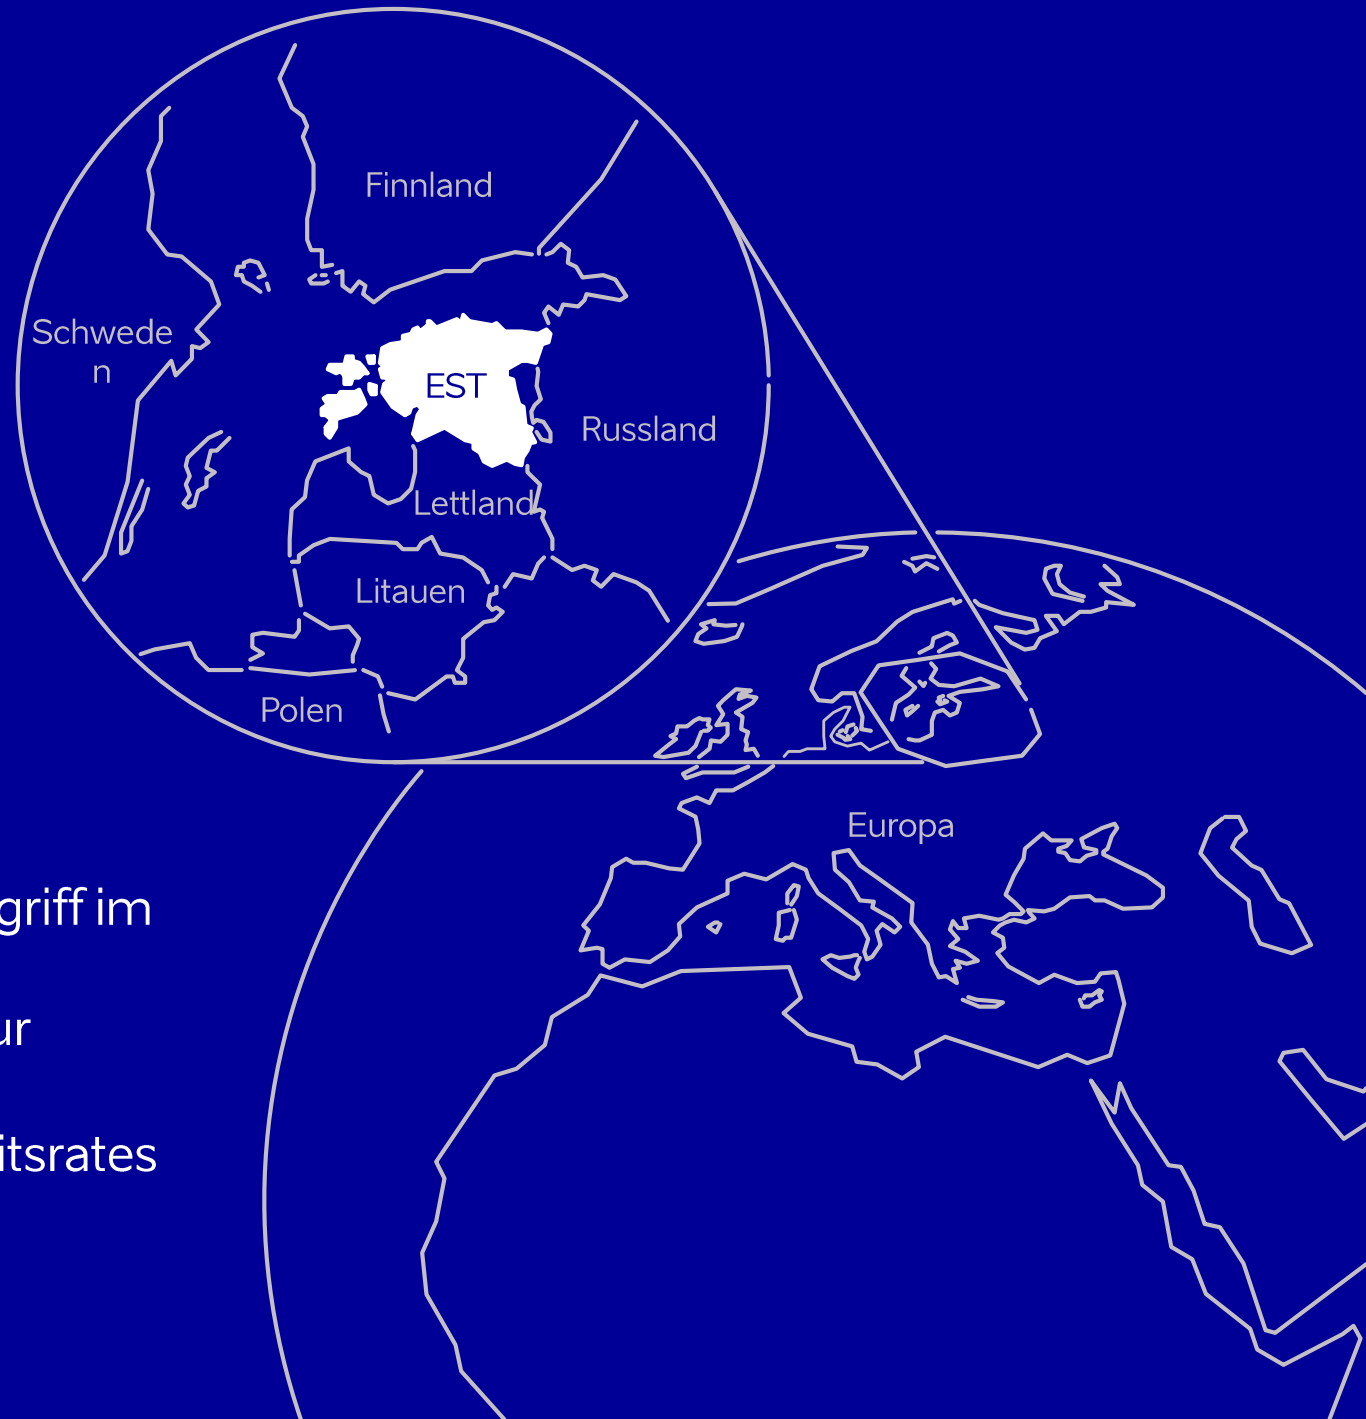 Finnland
Schwede
n
EST
Russland
Lettland
Litauen
Polen
Europa
griff im
ur
itsrates